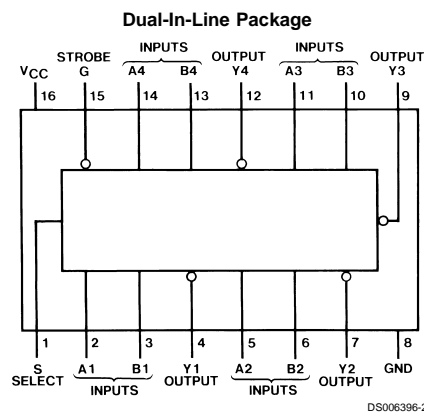 Dual-In-Line Package
INPUTS INPUTS
STROBE OUTPUT OUTPUT
VCC G A4 B4 Y4 A3 B3 Y3
16 15 14 13 12 11 10 9
1 2 3 4 5 6 7 8
S A1 B1 Y1 A2 B2 Y2 GND
SELECT INPUTS OUTPUT INPUTS OUTPUT
DS006396-2